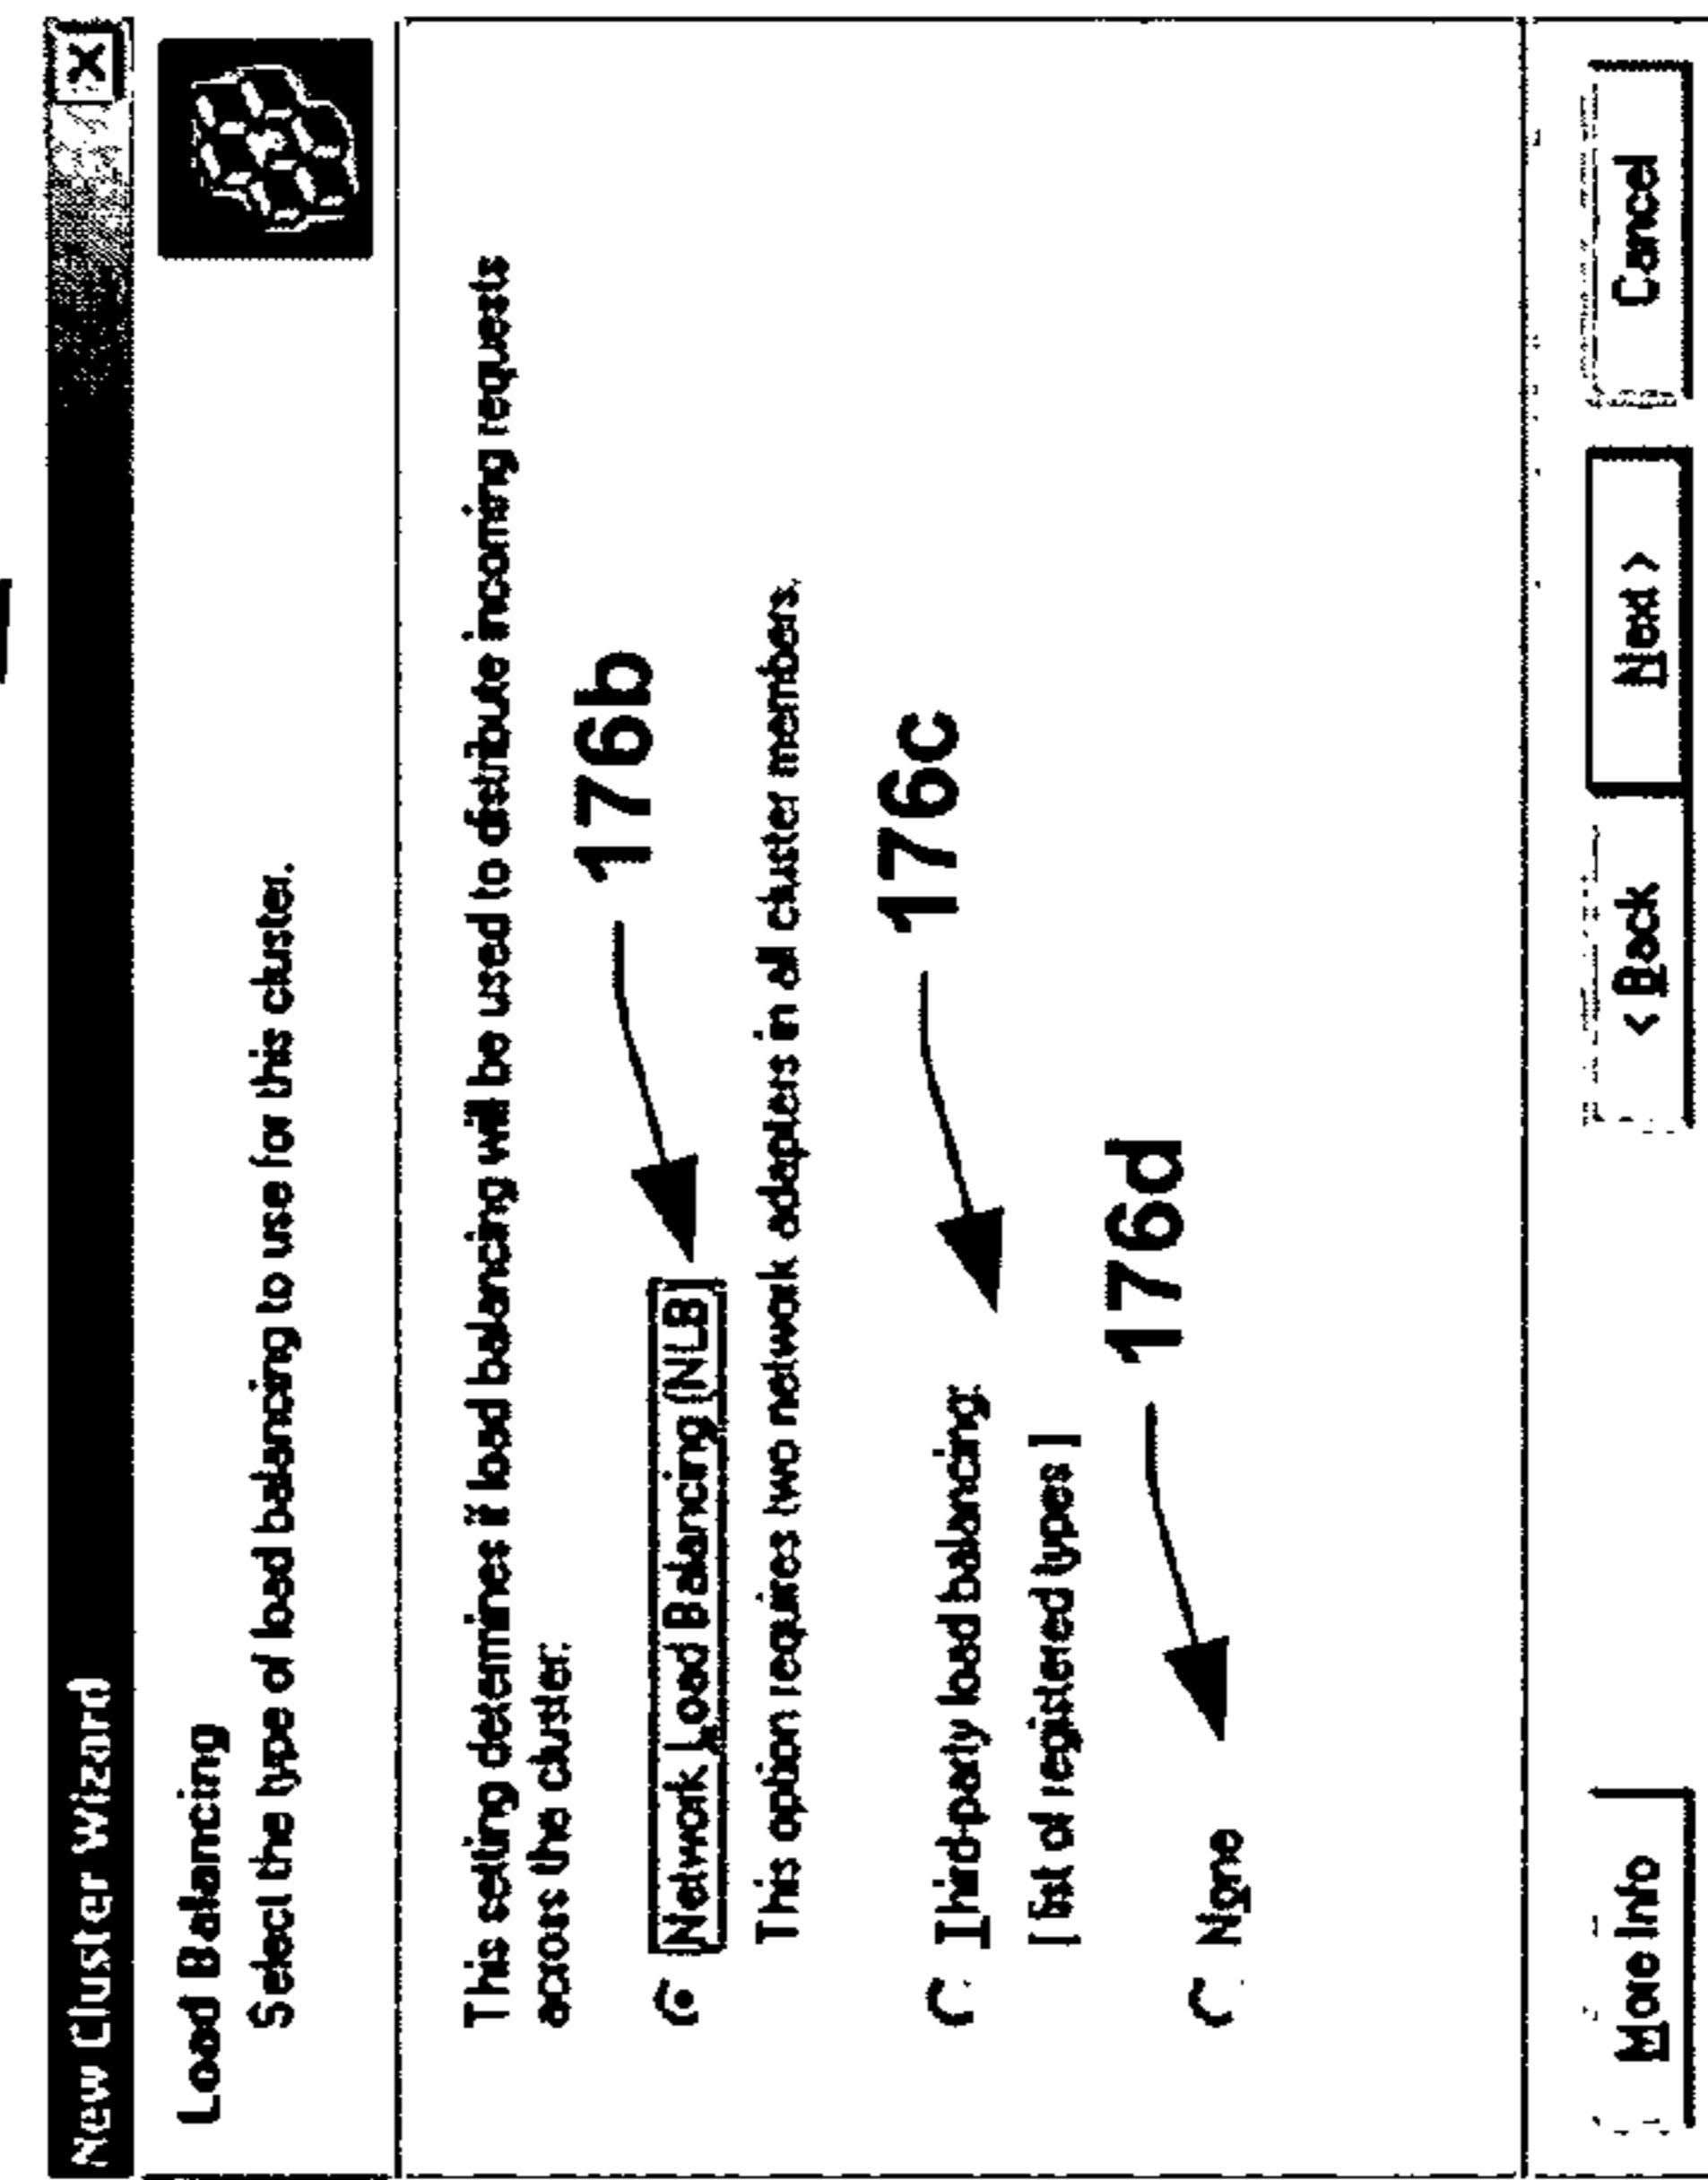 New Cluster Wizard
X
Load Balancing
Select the type of load balancing to use for this cluster.
This setting determines if load balancing will be used to distribute incoming requests
across the cluster:
176b
Network Load Balancing (NLB)
This option requires two network adapters in all cluster members.
176c
Third party load balancing
[list of registered types]
176d
None
More Info
< Back
Next >
Cancel